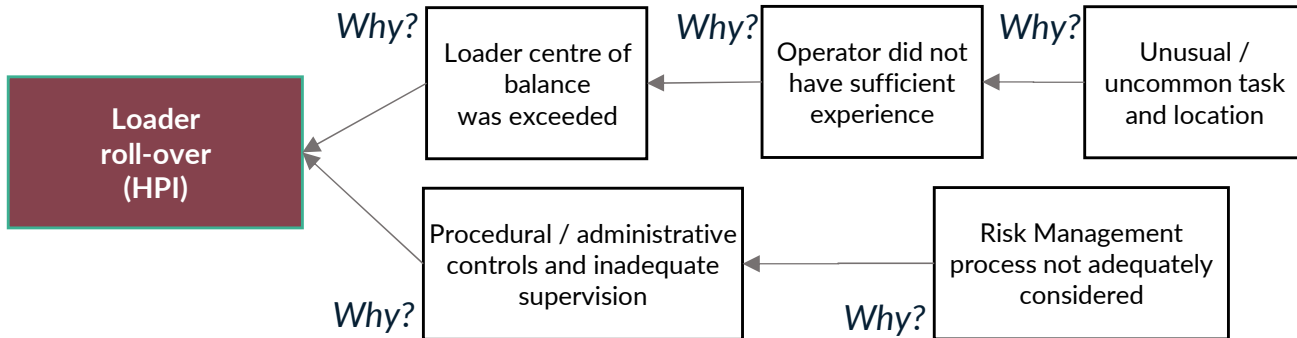 Loader
roll-over
(HPI)
Why?
Loader centre of
balance
was exceeded
Why?
Operator did not
have sufficient
experience
Why?
Unusual /
uncommon task
and location
Why?
Procedural / administrative
controls and inadequate
supervision
Why?
Risk Management
process not adequately
considered